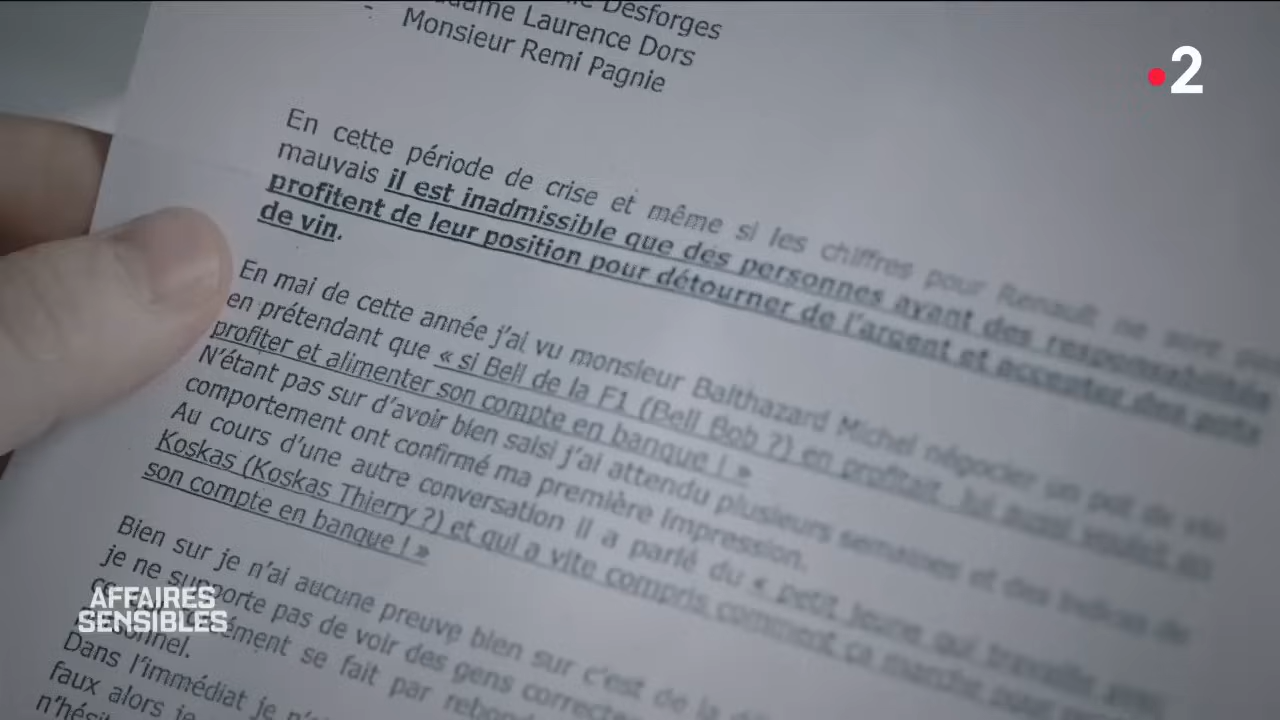 Desforges
Madame Laurence Dors
- Monsieur Remi Pagnie
2
En cette période de crise et même si les chiffres pour Renault ne sont pas
mauvais il est inadmissible que des personnes ayant des responsabilités
profitent de leur position pour détourner de l'argent et accepter des pots
de vin.
En mai de cette année j'ai vu monsieur Balthazard Michel négocier un pot de vin
en prétendant que « si Bell de la F1 (Bell Bob ?) en profitait, lui aussi voulait en
profiter et alimenter son compte en banque ! »
N'étant pas sur d'avoir bien saisi j'ai attendu plusieurs semaines et des indices de
comportement ont confirmé ma première impression.
Au cours d'une autre conversation il a parlé du « petit jeune qui travaille avec
Koskas (Koskas Thierry ?) et qui a vite compris comment ça marche pour
son compte en banque ! »
Bien sur je n'ai aucune preuve bien sur c'est de la
je ne supporte pas de voir des gens
se fait par
personnel.
Dans l'immédiat je
faux alors je
AFFAIRES
SENSIBLES